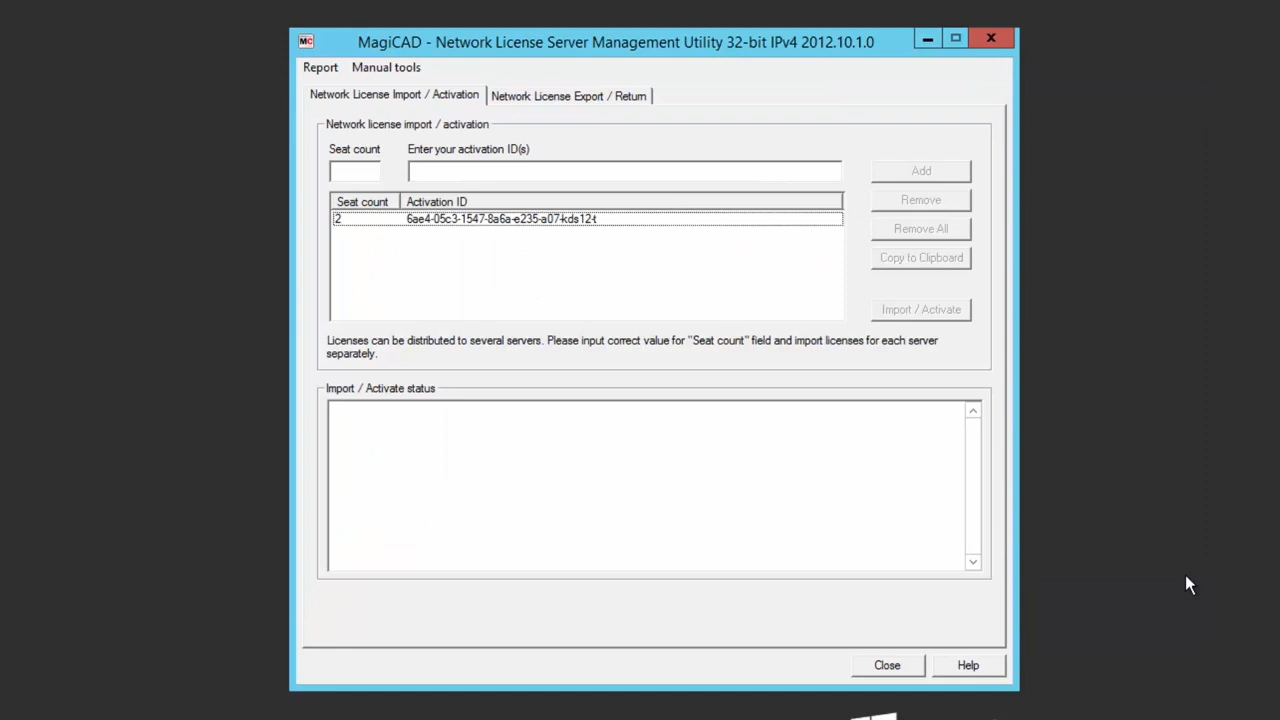 MC MagiCAD - Network License Server Management Utility 32-bit IPv4 2012.10.1.0
Report Manual tools
Network License Import / Activation Network License Export / Return
Network license import / activation
Seat count Enter your activation ID(s)
Add
Seat count Activation ID
Remove
2 6ae4-05c3-1547-8a6a-e235-a07-kds12-t
Remove All
Copy to Clipboard
Import / Activate
Licenses can be distributed to several servers. Please input correct value for "Seat count" field and import licenses for each server
separately.
Import / Activate status
Close Help